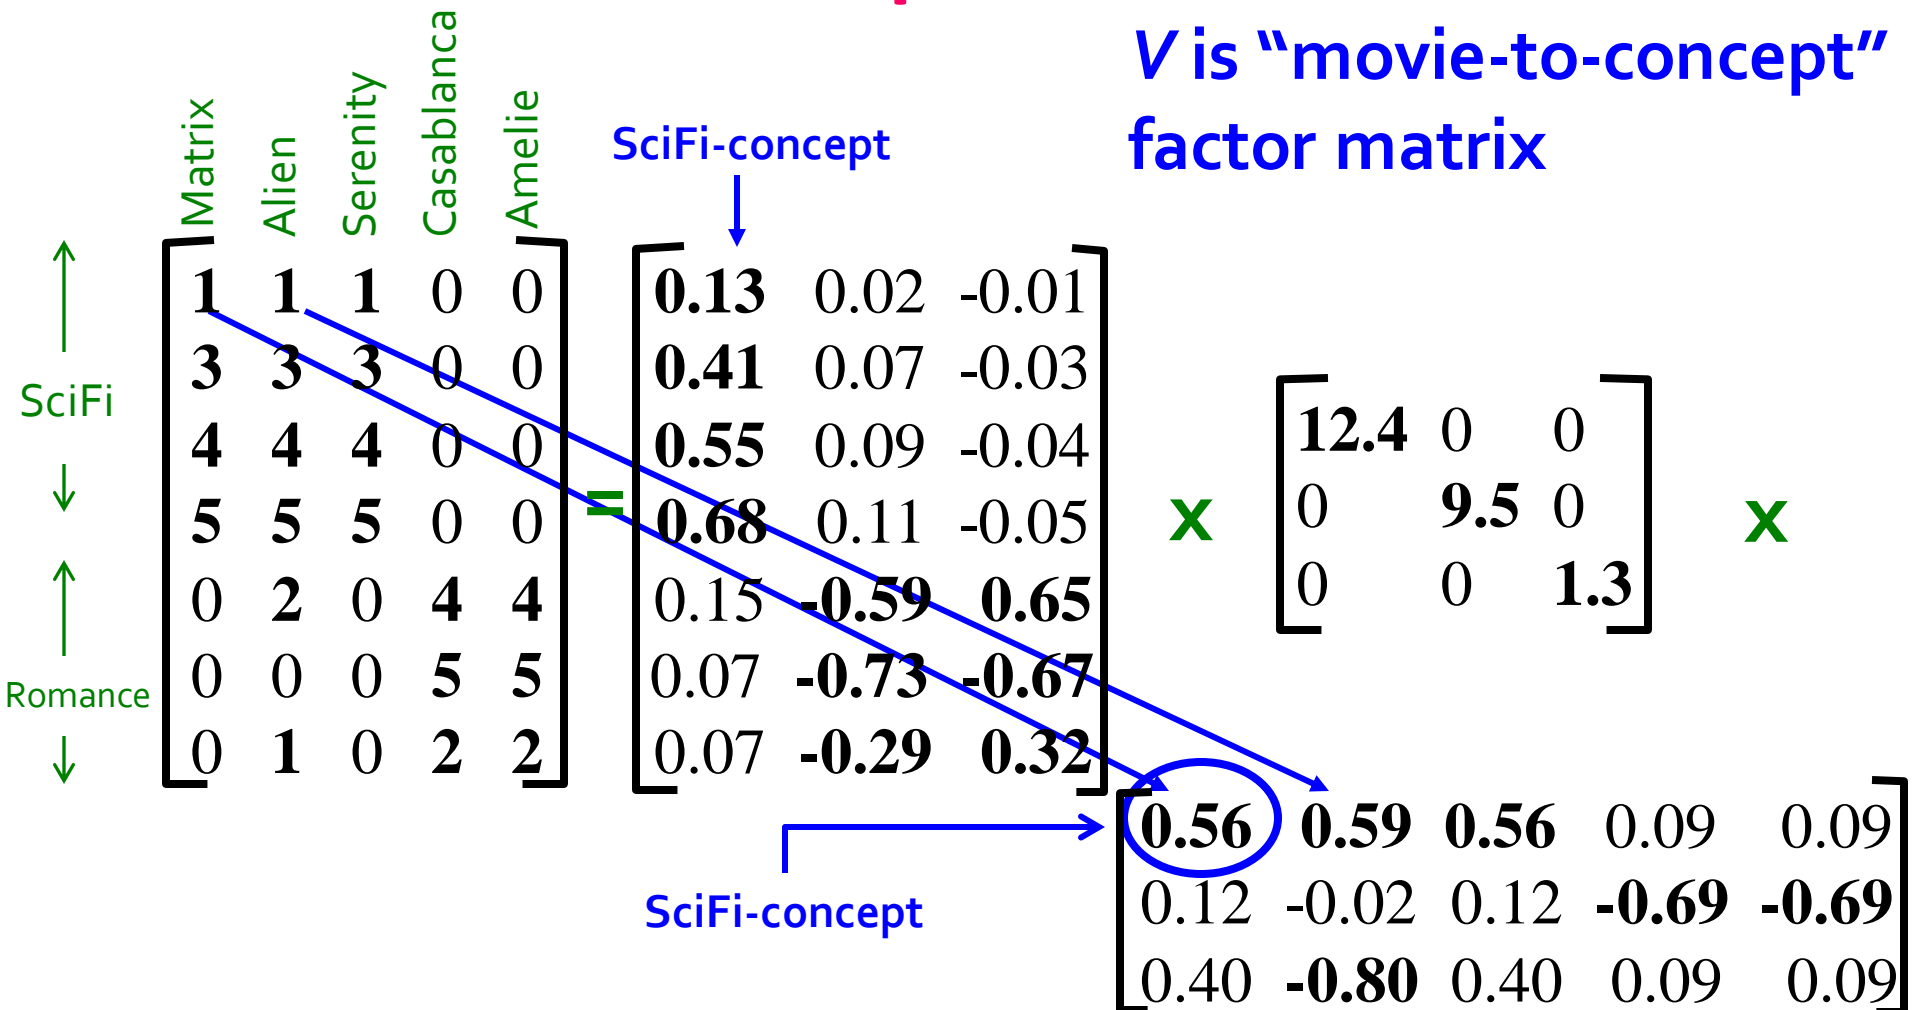 V is “movie-to-concept”
factor matrix
Matrix
Alien
Serenity
Casablanca
Amelie
SciFi-concept
SciFi
Romance
1 1 1 0 0
3 3 3 0 0
4 4 4 0 0
5 5 5 0 0
0 2 0 4 4
0 0 0 5 5
0 1 0 2 2
=
0.13 0.02 -0.01
0.41 0.07 -0.03
0.55 0.09 -0.04
0.68 0.11 -0.05
0.15 -0.59 0.65
0.07 -0.73 -0.67
0.07 -0.29 0.32
x
12.4 0 0
0 9.5 0
0 0 1.3
x
SciFi-concept
0.56 0.59 0.56 0.09 0.09
0.12 -0.02 0.12 -0.69 -0.69
0.40 -0.80 0.40 0.09 0.09